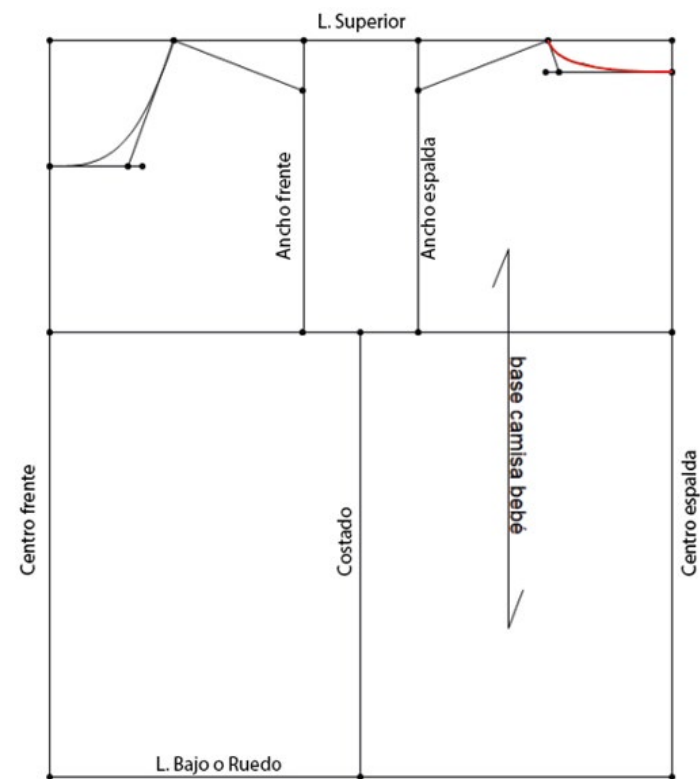 L. Superior
Ancho frente
Ancho espalda
base camisa bebé
Centro frente
Costado
Centro espalda
L. Bajo o Ruedo